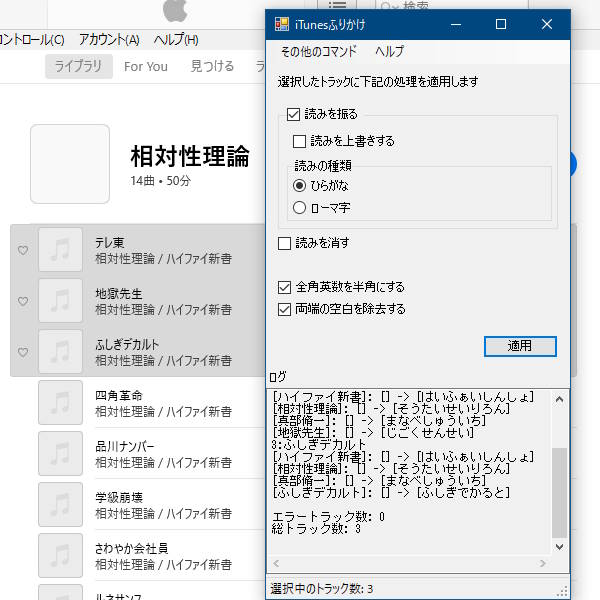 検索
コントロール(C) アカウント(A) ヘルプ(H)
ライブラリ For You 見つける
相対性理論
14曲 • 50分
テレ東
相対性理論 / ハイファイ新書
地獄先生
相対性理論 / ハイファイ新書
ふしぎデカルト
相対性理論 / ハイファイ新書
四角革命
相対性理論 / ハイファイ新書
品川ナンバー
相対性理論 / ハイファイ新書
学級崩壊
相対性理論 / ハイファイ新書
さわやか会社員
相対性理論 / ハイファイ新書
ルネサンス
iTunesふりかけ
その他のコマンド ヘルプ
選択したトラックに下記の処理を適用します
読みを振る
読みを上書きする
読みの種類
ひらがな
ローマ字
読みを消す
全角英数を半角にする
両端の空白を除去する
適用
ログ
[ハイファイ新書]: [] -> [はいふぁいしんしょ]
[相対性理論]: [] -> [そうたいせいりろん]
[真部脩一]: [] -> [まなべしゅういち]
[地獄先生]: [] -> [じごくせんせい]
3:ふしぎデカルト
[ハイファイ新書]: [] -> [はいふぁいしんしょ]
[相対性理論]: [] -> [そうたいせいりろん]
[真部脩一]: [] -> [まなべしゅういち]
[ふしぎデカルト]: [] -> [ふしぎでかると]
エラートラック数: 0
総トラック数: 3
選択中のトラック数: 3